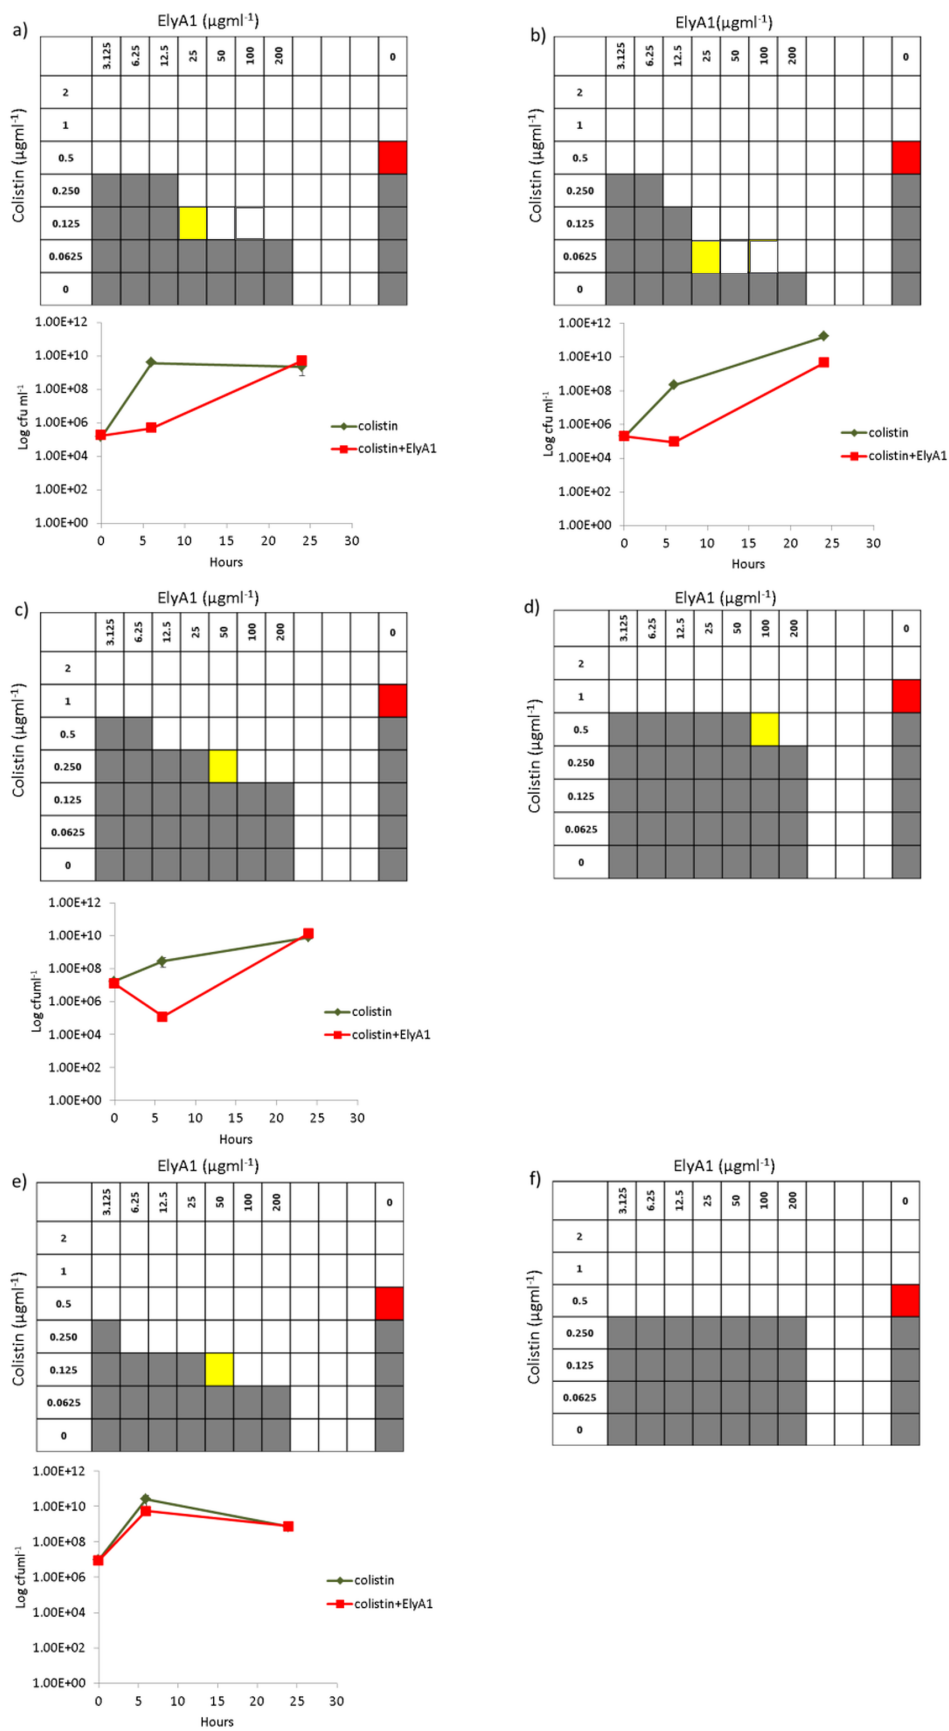 a)
ElyA1 (µgml-1)
3.125 6.25 12.5 25 50 100 200 0
Colistin (µgml-1)
2
1
0.5
0.250
0.125
0.0625
0
b)
ElyA1(µgml-1)
3.125 6.25 12.5 25 50 100 200 0
Colistin (µgml-1)
2
1
0.5
0.250
0.125
0.0625
0
Log cfu ml-1
1.00E+12
1.00E+10
1.00E+08
1.00E+06
1.00E+04
1.00E+02
1.00E+00
0 5 10 15 20 25 30
Hours
colistin
colistin+ElyA1
Log cfu ml-1
1.00E+12
1.00E+10
1.00E+08
1.00E+06
1.00E+04
1.00E+02
1.00E+00
0 5 10 15 20 25 30
Hours
colistin
colistin+ElyA1
c)
ElyA1 (µgml-1)
3.125 6.25 12.5 25 50 100 200 0
Colistin (µgml-1)
2
1
0.5
0.250
0.125
0.0625
0
d)
ElyA1 (µgml-1)
3.125 6.25 12.5 25 50 100 200 0
Colistin (µgml-1)
2
1
0.5
0.250
0.125
0.0625
0
Log cfuml-1
1.00E+12
1.00E+10
1.00E+08
1.00E+06
1.00E+04
1.00E+02
1.00E+00
0 5 10 15 20 25 30
Hours
colistin
colistin+ElyA1
e)
ElyA1 (µgml-1)
3.125 6.25 12.5 25 50 100 200 0
Colistin (µgml-1)
2
1
0.5
0.250
0.125
0.0625
0
f)
ElyA1 (µgml-1)
3.125 6.25 12.5 25 50 100 200 0
Colistin (µgml-1)
2
1
0.5
0.250
0.125
0.0625
0
Log cfuml-1
1.00E+12
1.00E+10
1.00E+08
1.00E+06
1.00E+04
1.00E+02
1.00E+00
0 5 10 15 20 25 30
Hours
colistin
colistin+ElyA1